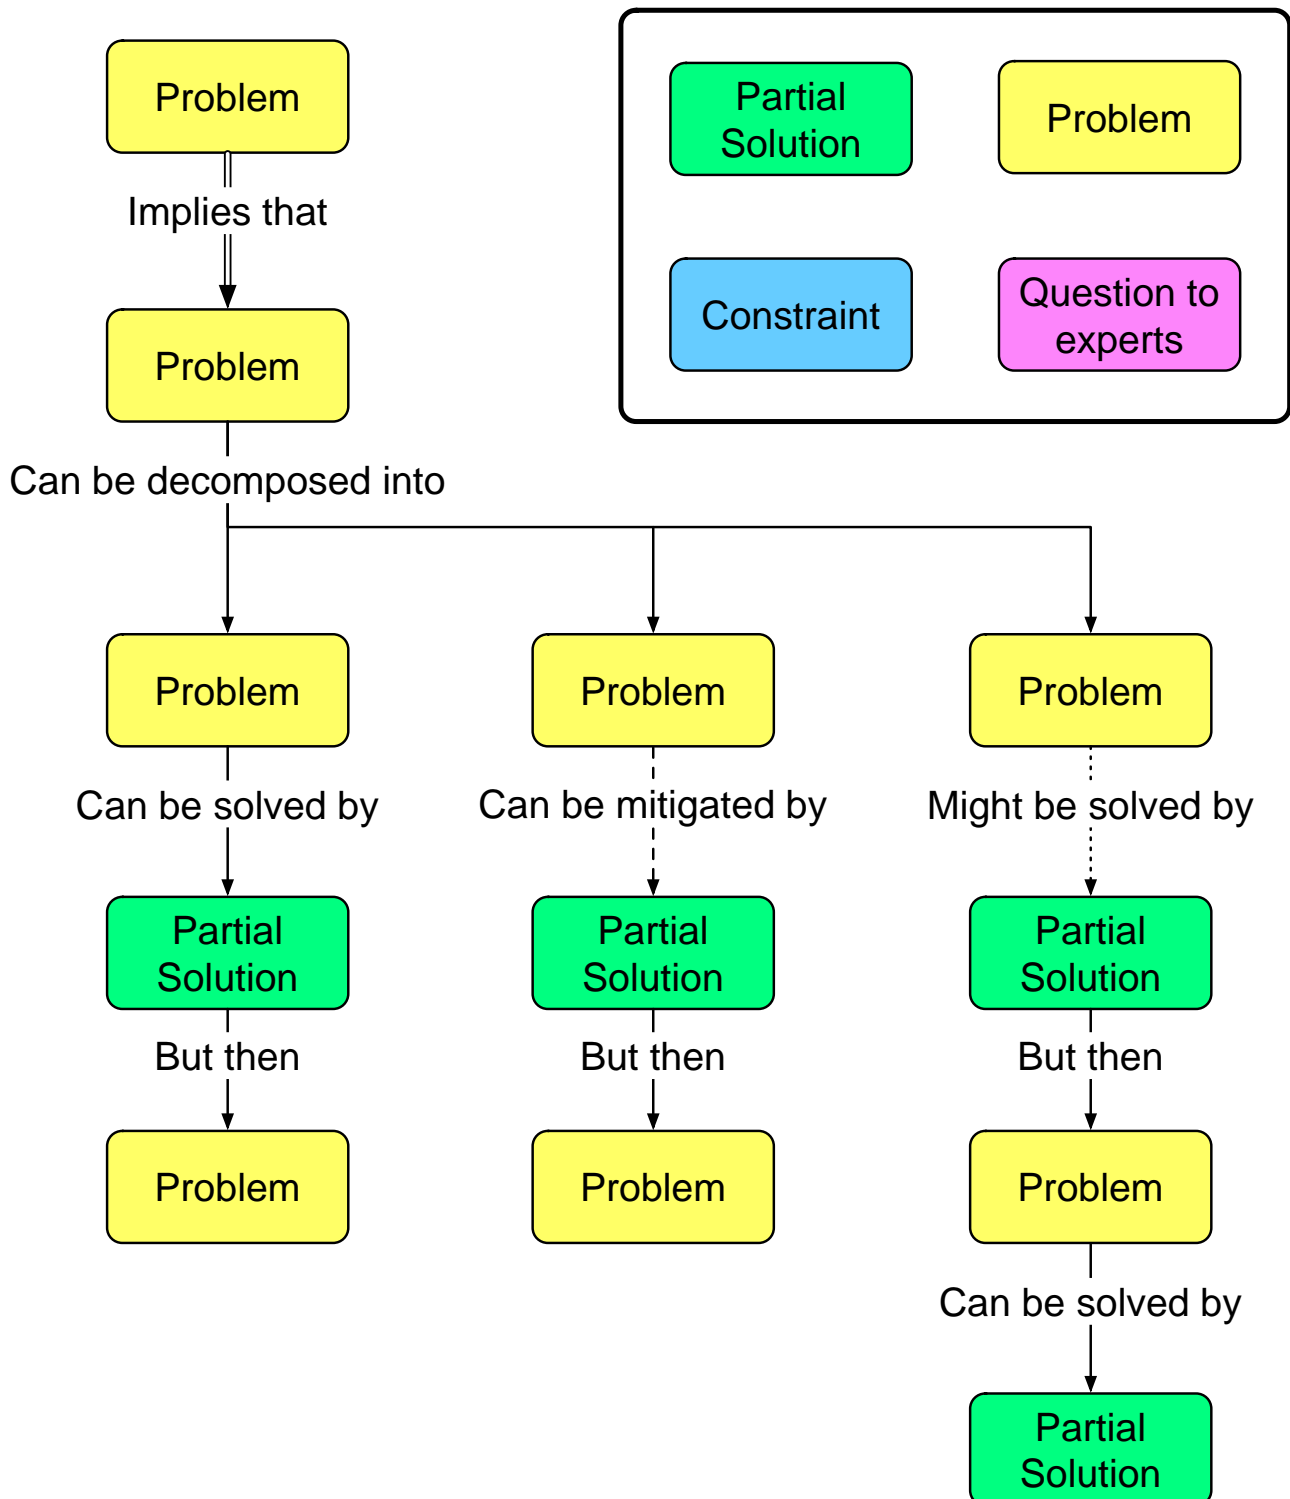 Problem
Implies that
Problem
Can be decomposed into
Partial
Solution
Problem
Constraint
Question to
experts
Problem
Problem
Problem
Can be solved by
Can be mitigated by
Might be solved by
Partial
Solution
Partial
Solution
Partial
Solution
But then
But then
But then
Problem
Problem
Problem
Can be solved by
Partial
Solution